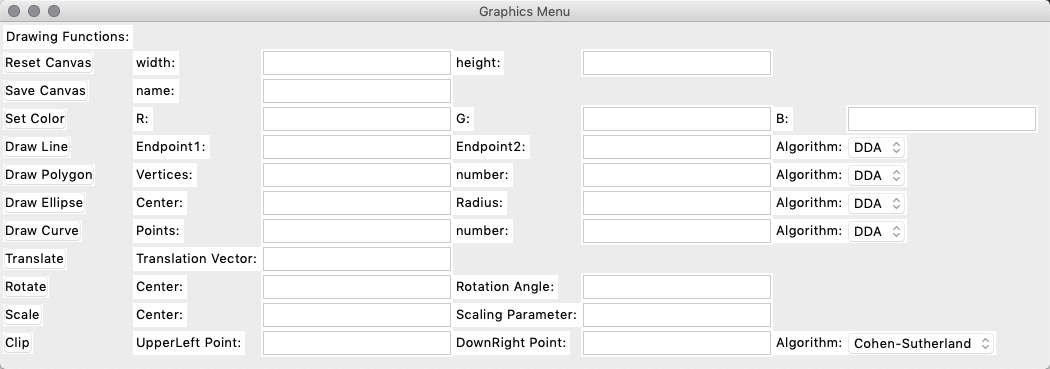 Graphics Menu
Drawing Functions:
Reset Canvas width: height:
Save Canvas name:
Set Color R: G: B:
Draw Line Endpoint1: Endpoint2: Algorithm: DDA
Draw Polygon Vertices: number: Algorithm: DDA
Draw Ellipse Center: Radius: Algorithm: DDA
Draw Curve Points: number: Algorithm: DDA
Translate Translation Vector:
Rotate Center: Rotation Angle:
Scale Center: Scaling Parameter:
Clip UpperLeft Point: DownRight Point: Algorithm: Cohen-Sutherland